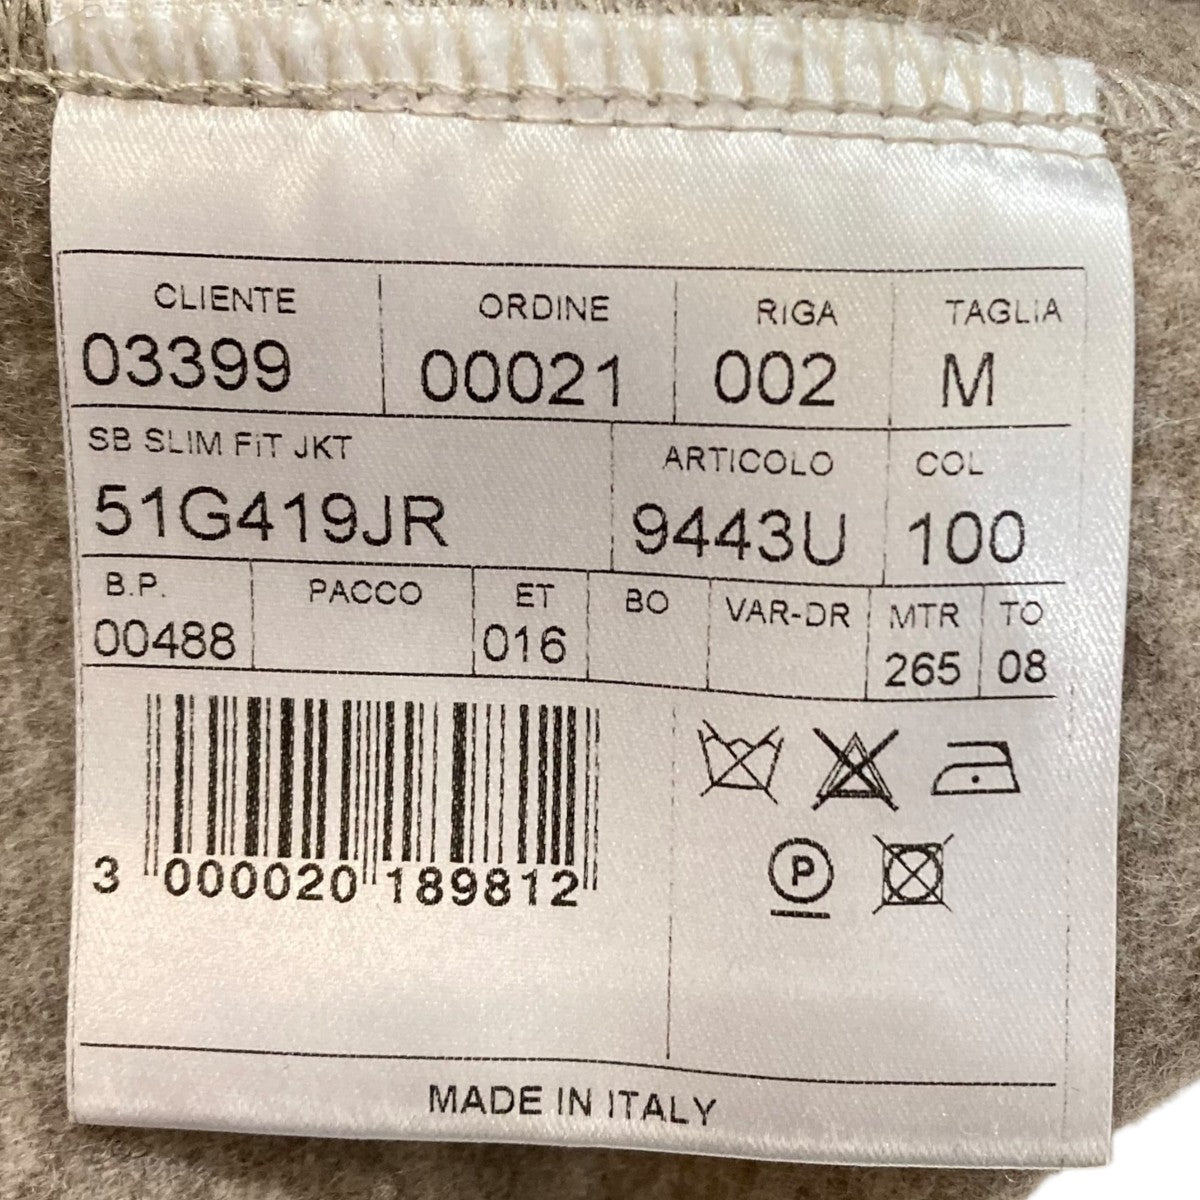 CLIENTE ORDINE RIGA TAGLIA
03399 00021 002 M
SB SLIM FIT JKT ARTICOLO COL
51G419JR 9443U 100
B.P. PACCO ET BO VAR-DR MTR TO
00488 016 265 08
P
3 000020 189812
MADE IN ITALY